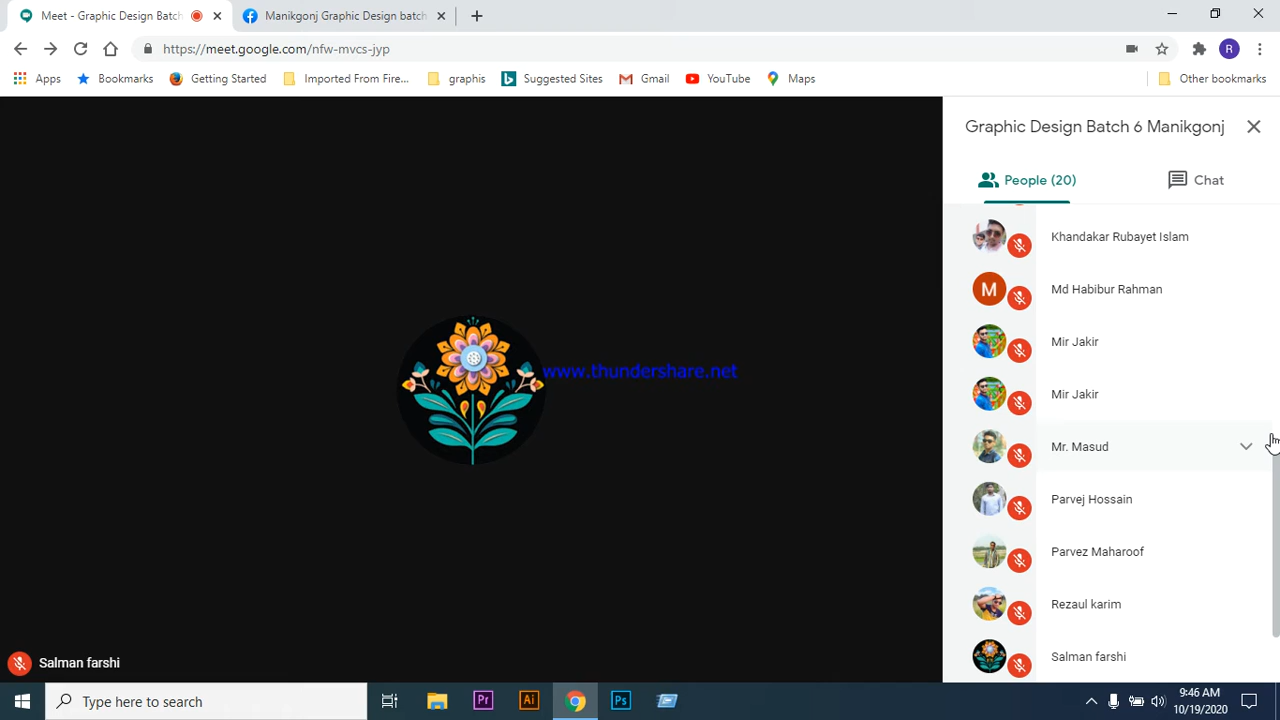 Meet - Graphic Design Batch
Manikgonj Graphic Design batch
https://meet.google.com/nfw-mvcs-jyp
R
Apps
Bookmarks
Getting Started
Imported From Fire...
graphis
Suggested Sites
Gmail
YouTube
Maps
Other bookmarks
Graphic Design Batch 6 Manikgonj
People (20)
Chat
Khandakar Rubayet Islam
M
Md Habibur Rahman
Mir Jakir
www.thundershare.net
Mir Jakir
Mr. Masud
Parvej Hossain
Parvez Maharoof
Rezaul karim
Salman farshi
Salman farshi
Type here to search
Pr
Ai
Ps
9:46 AM
10/19/2020